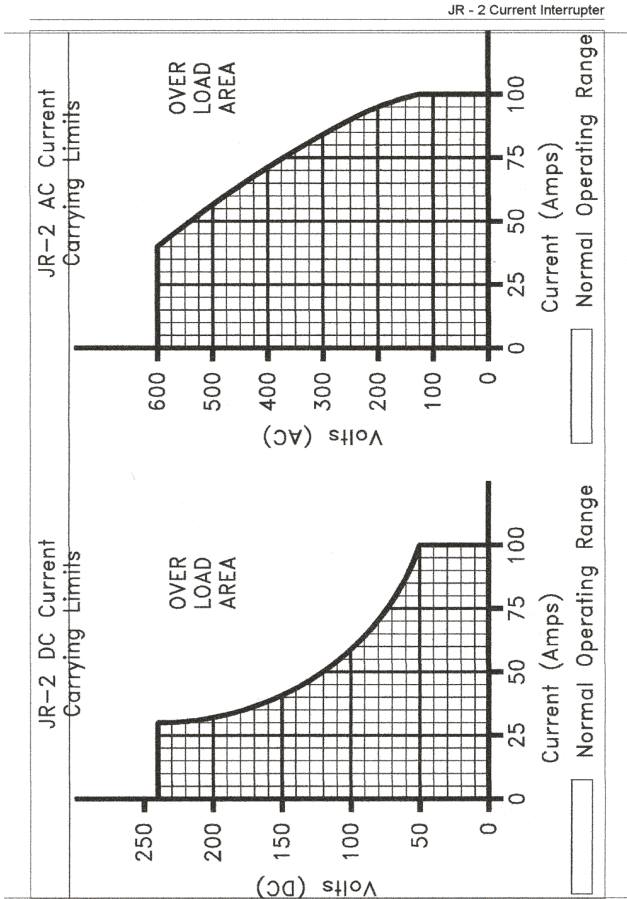 JR - 2 Current Interrupter
JR-2 DC Current
Carrying Limits
OVER
LOAD
AREA
Volts (DC)
250
200
150
100
50
0
0
25
50
75
100
Current (Amps)
Normal Operating Range
JR-2 AC Current
Carrying Limits
OVER
LOAD
AREA
Volts (AC)
600
500
400
300
200
100
0
0
25
50
75
100
Current (Amps)
Normal Operating Range